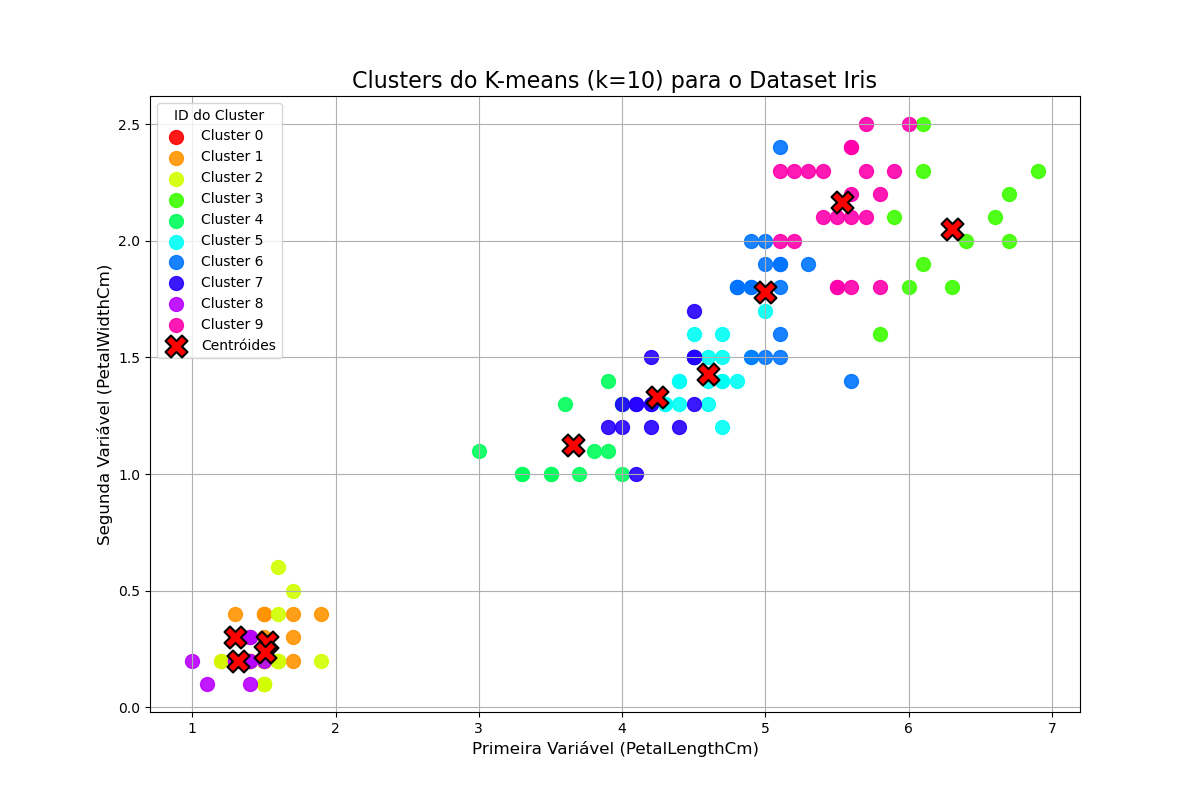 Clusters do K-means (k=10) para o Dataset Iris
ID do Cluster
Cluster 0
Cluster 1
Cluster 2
Cluster 3
Cluster 4
Cluster 5
Cluster 6
Cluster 7
Cluster 8
Cluster 9
Centróides
Segunda Variável (PetalWidthCm)
2.5
2.0
1.5
1.0
0.5
0.0
1 2 3 4 5 6 7
Primeira Variável (PetalLengthCm)